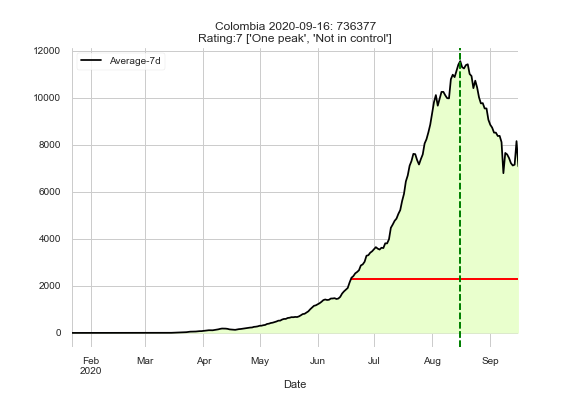 Colombia 2020-09-16: 736377
Rating:7 ['One peak', 'Not in control']
Average-7d
12000
10000
8000
6000
4000
2000
0
Feb Mar Apr May Jun Jul Aug Sep
2020
Date